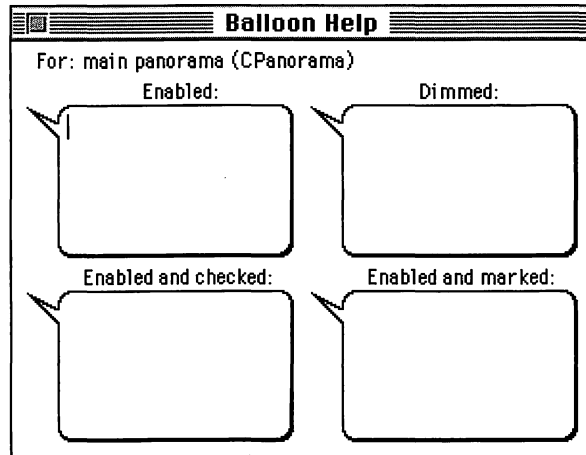 Balloon Help
For: main panorama (CPanorama)
Enabled:
Dimmed:
Enabled and checked:
Enabled and marked: